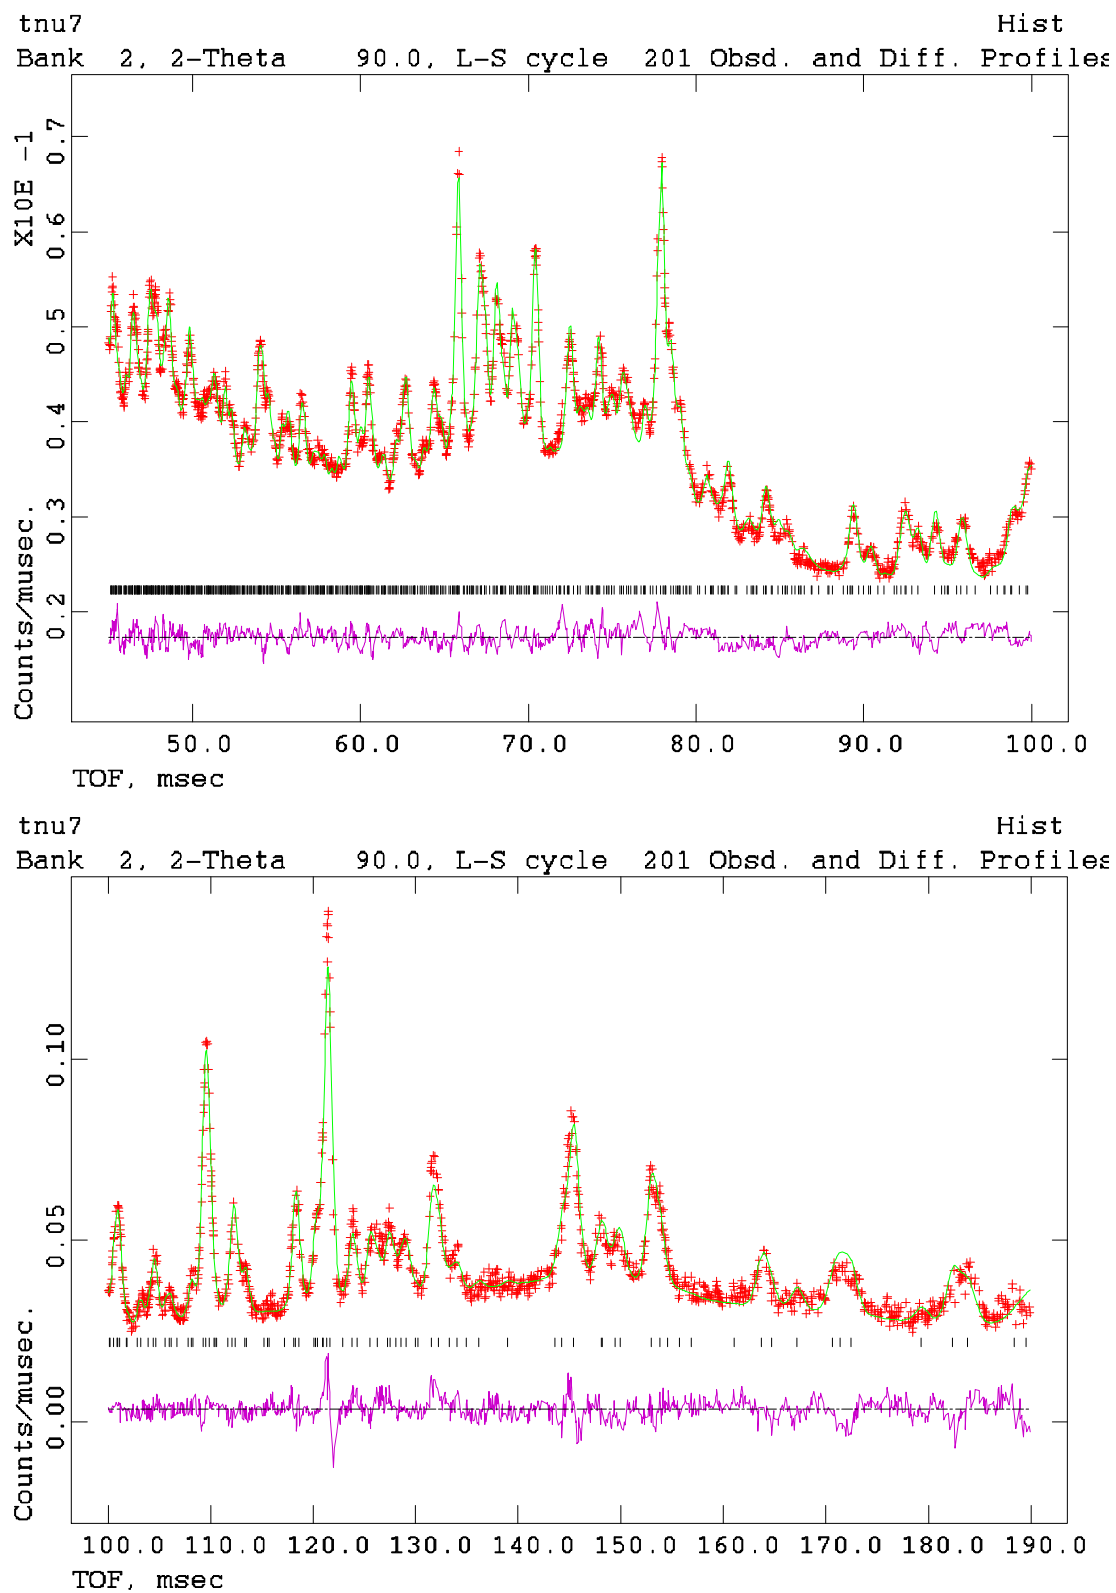 tnu7 Hist
Bank 2, 2-Theta 90.0, L-S cycle 201 Obsd. and Diff. Profiles
X10E -1
Counts/musec.
0.7
0.6
0.5
0.4
0.3
0.2
50.0 60.0 70.0 80.0 90.0 100.0
TOF, msec
tnu7 Hist
Bank 2, 2-Theta 90.0, L-S cycle 201 Obsd. and Diff. Profiles
Counts/musec.
0.10
0.05
0.00
100.0 110.0 120.0 130.0 140.0 150.0 160.0 170.0 180.0 190.0
TOF, msec